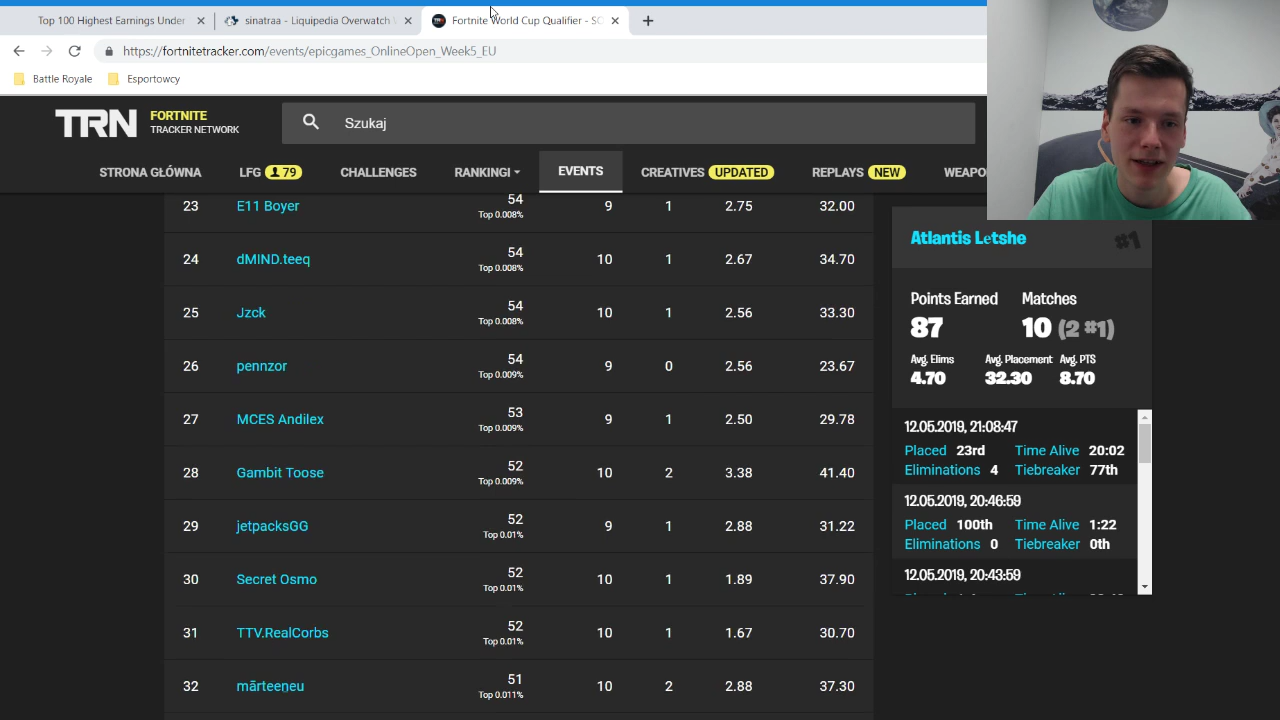 Top 100 Highest Earnings Under
sinatraa - Liquipedia Overwatch
Fortnite World Cup Qualifier - SC
https://fortnitetracker.com/events/epicgames_OnlineOpen_Week5_EU
Battle Royale
Esportowcy
TRN
FORTNITE
TRACKER NETWORK
Szukaj
STRONA GŁÓWNA
LFG 79
CHALLENGES
RANKINGI
EVENTS
CREATIVES UPDATED
REPLAYS NEW
WEAPO
23 E11 Boyer 54 9 1 2.75 32.00
Top 0.008%
24 dMIND.teeq 54 10 1 2.67 34.70
Top 0.008%
25 Jzck 54 10 1 2.56 33.30
Top 0.008%
26 pennzor 54 9 0 2.56 23.67
Top 0.009%
27 MCES Andilex 53 9 1 2.50 29.78
Top 0.009%
28 Gambit Toose 52 10 2 3.38 41.40
Top 0.009%
29 jetpacksGG 52 9 1 2.88 31.22
Top 0.01%
30 Secret Osmo 52 10 1 1.89 37.90
Top 0.01%
31 TTV.RealCorbs 52 10 1 1.67 30.70
Top 0.01%
32 mārteeṉeu 51 10 2 2.88 37.30
Top 0.011%
Atlantis Letshe #1
Points Earned Matches
87 10 (2 #1)
Avg. Elims Avg. Placement Avg. PTS
4.70 32.30 8.70
12.05.2019, 21:08:47
Placed 23rd Time Alive 20:02
Eliminations 4 Tiebreaker 77th
12.05.2019, 20:46:59
Placed 100th Time Alive 1:22
Eliminations 0 Tiebreaker 0th
12.05.2019, 20:43:59